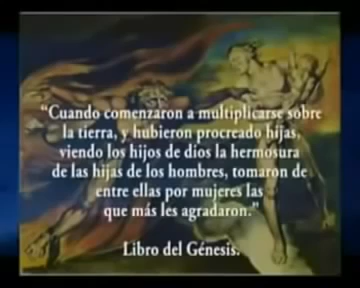 “Cuando comenzaron a multiplicarse sobre
la tierra, y hubieron procreado hijas,
viendo los hijos de dios la hermosura
de las hijas de los hombres, tomaron de
entre ellas por mujeres las
que más les agradaron.”
Libro del Génesis.